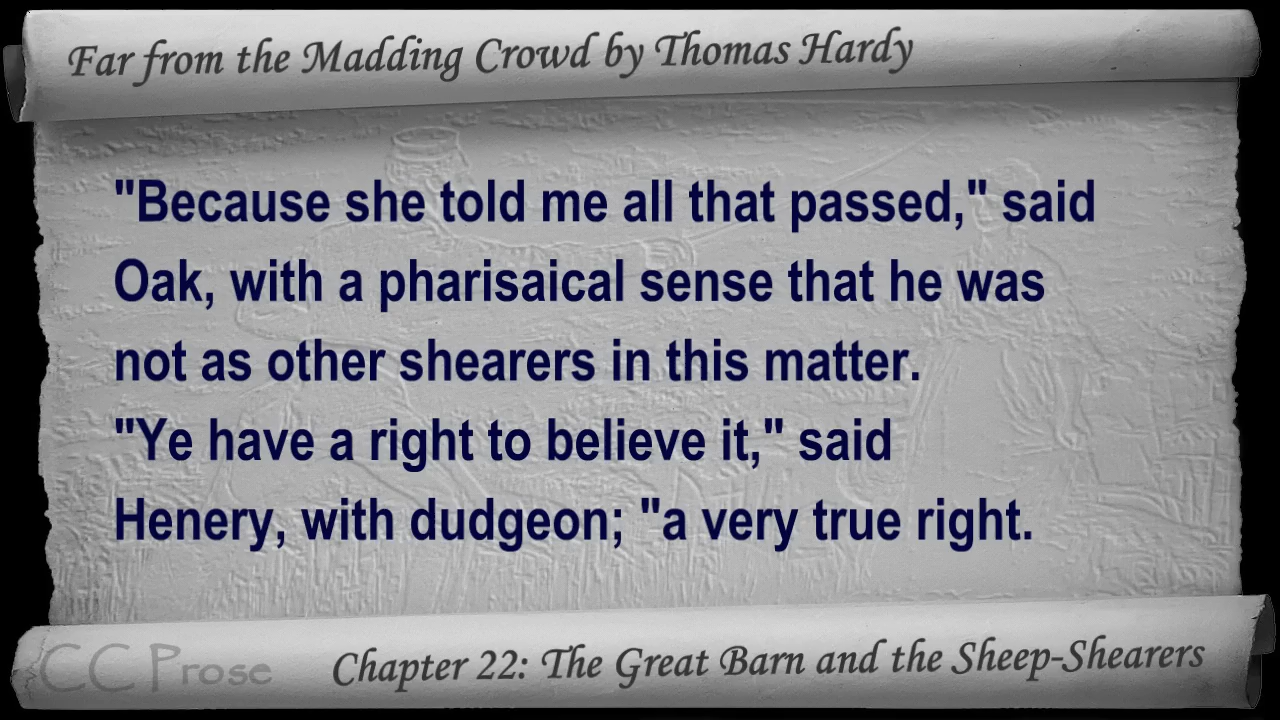 Far from the Madding Crowd by Thomas Hardy
"Because she told me all that passed," said
Oak, with a pharisaical sense that he was
not as other shearers in this matter.
"Ye have a right to believe it," said
Henery, with dudgeon; "a very true right.
CC Prose
Chapter 22: The Great Barn and the Sheep-Shearers